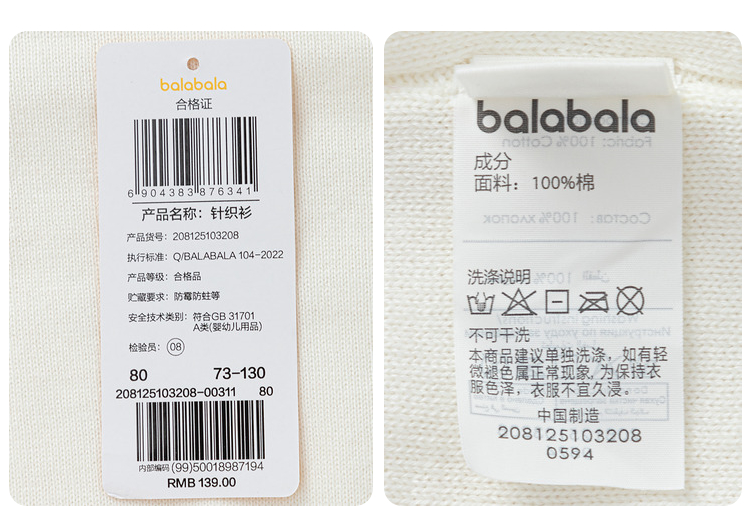 balabala
合格证
6 904383 876341
产品名称：针织衫
产品货号：208125103208
执行标准：Q/BALABALA 104-2022
产品等级：合格品
贮藏要求：防霉防蛀等
安全技术类别：符合GB 31701
A类(婴幼儿用品)
检验员：08
80 73-130
208125103208-00311 80
内部编码 (99)50018987194
RMB 139.00
balabala
Fabric: 100% Cotton
成分
面料：100%棉
Состав: 100% хлопок
洗涤说明
不可干洗
本商品建议单独洗涤，如有轻
微褪色属正常现象，为保持衣
服色泽，衣服不宜久浸。
中国制造
208125103208
0594